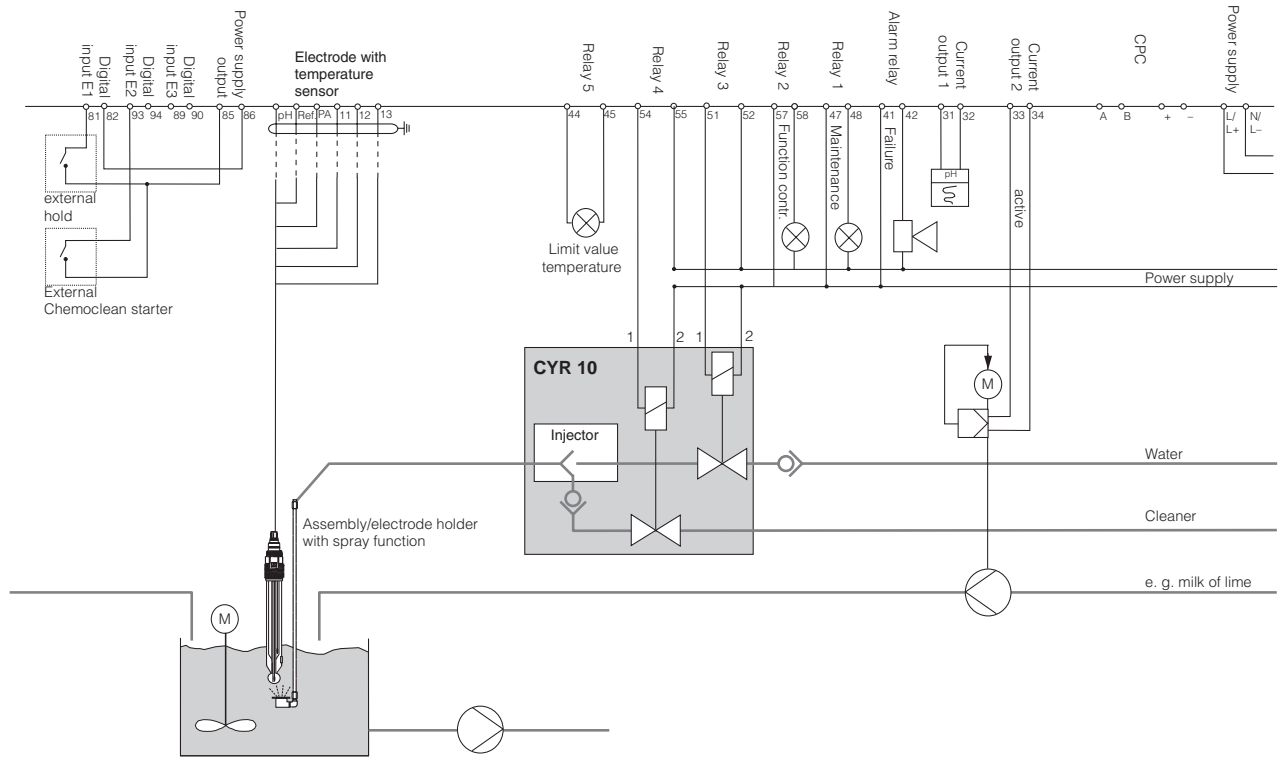 Digital
input E1
Digital
input E2
Digital
input E3
Power supply
output
Electrode with
temperature
sensor
Relay 5
Relay 4
Relay 3
Relay 2
Relay 1
Alarm relay
Current
output 1
Current
output 2
CPC
Power supply
81
82
93
94
89
90
85
86
pH
Ref.
PA
11
12
13
44
45
54
55
51
52
57
58
47
48
41
42
31
32
33
34
A
B
+
–
L/
L+
N/
L–
Function contr.
Maintenance
Failure
pH
active
external
hold
External
Chemoclean starter
Limit value
temperature
Power supply
1
2
1
2
CYR 10
Injector
M
Water
Cleaner
Assembly/electrode holder
with spray function
e. g. milk of lime
M